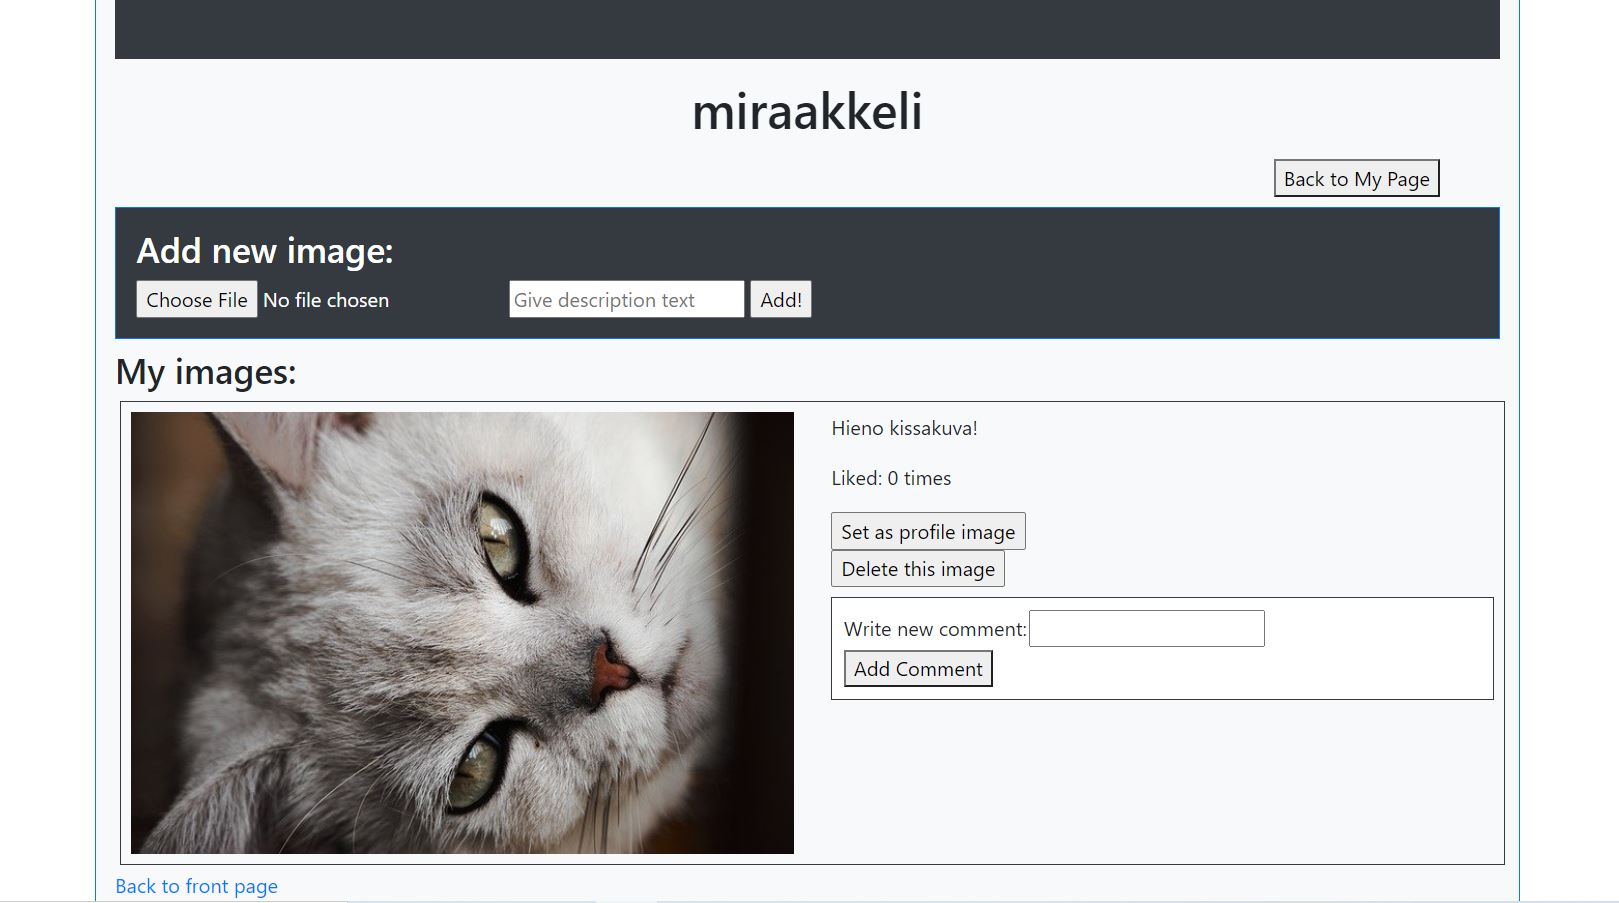 miraakkeli
Back to My Page
Add new image:
Choose File No file chosen Give description text Add!
My images:
Hieno kissakuva!
Liked: 0 times
Set as profile image
Delete this image
Write new comment:
Add Comment
Back to front page